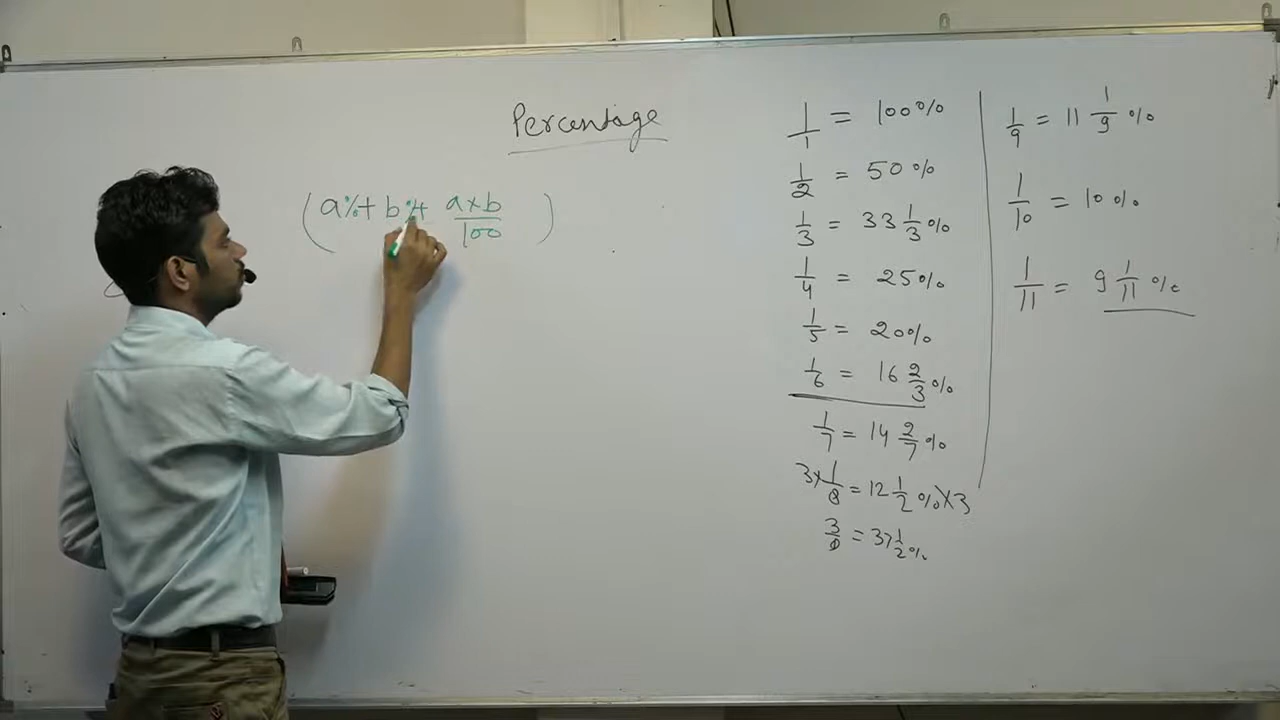 Percentage
(a%+ b%+ a×b/100 )
1/1 = 100%
1/2 = 50%
1/3 = 33 1/3%
1/4 = 25%
1/5 = 20%
1/6 = 16 2/3%
1/7 = 14 2/7%
3×1/8 = 12 1/2%×3
3/8 = 37 1/2%
1/9 = 11 1/9%
1/10 = 10%
1/11 = 9 1/11%